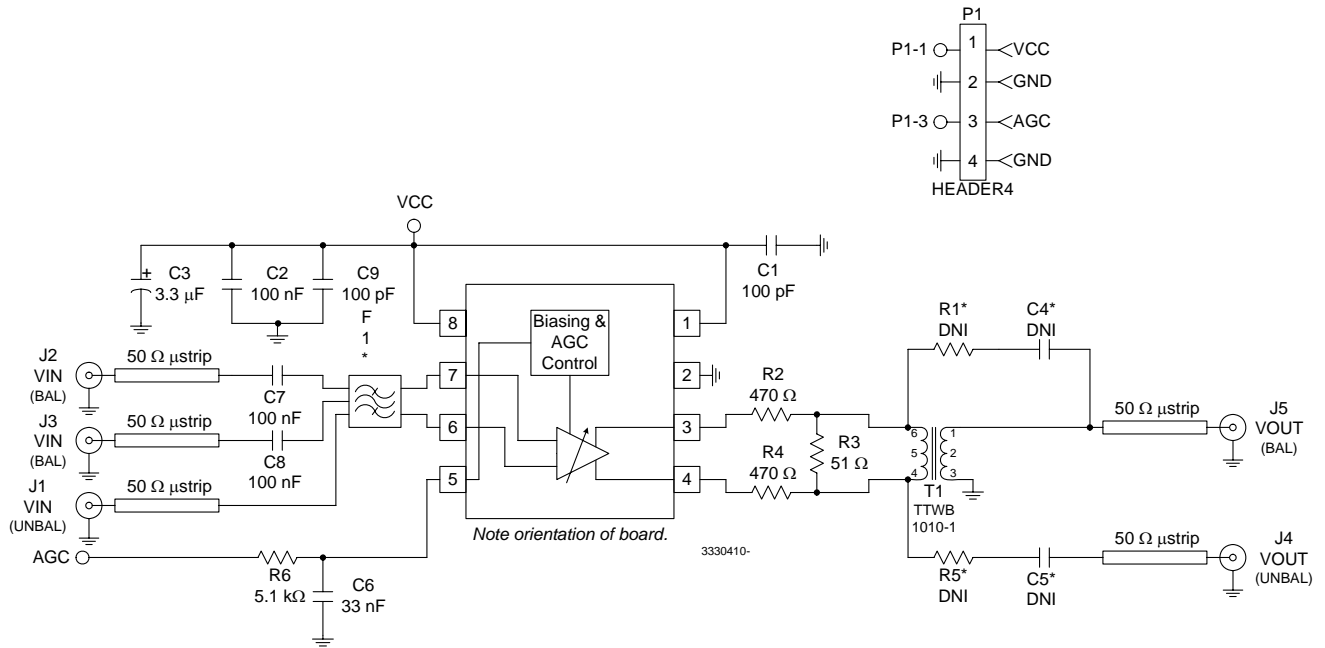 P1
P1-1
1
VCC
2
GND
P1-3
3
AGC
4
GND
HEADER4
VCC
+
C3
3.3 μF
C2
100 nF
C9
100 pF
F
1
*
C1
100 pF
8
Biasing &
AGC
Control
1
7
2
6
3
5
4
J2
VIN
(BAL)
50 Ω μstrip
C7
100 nF
J3
VIN
(BAL)
50 Ω μstrip
C8
100 nF
J1
VIN
(UNBAL)
50 Ω μstrip
AGC
R6
5.1 kΩ
C6
33 nF
Note orientation of board.
3330410-
R2
470 Ω
R4
470 Ω
R3
51 Ω
R1*
DNI
C4*
DNI
6
5
4
1
2
3
T1
TTWB
1010-1
50 Ω μstrip
J5
VOUT
(BAL)
R5*
DNI
C5*
DNI
50 Ω μstrip
J4
VOUT
(UNBAL)